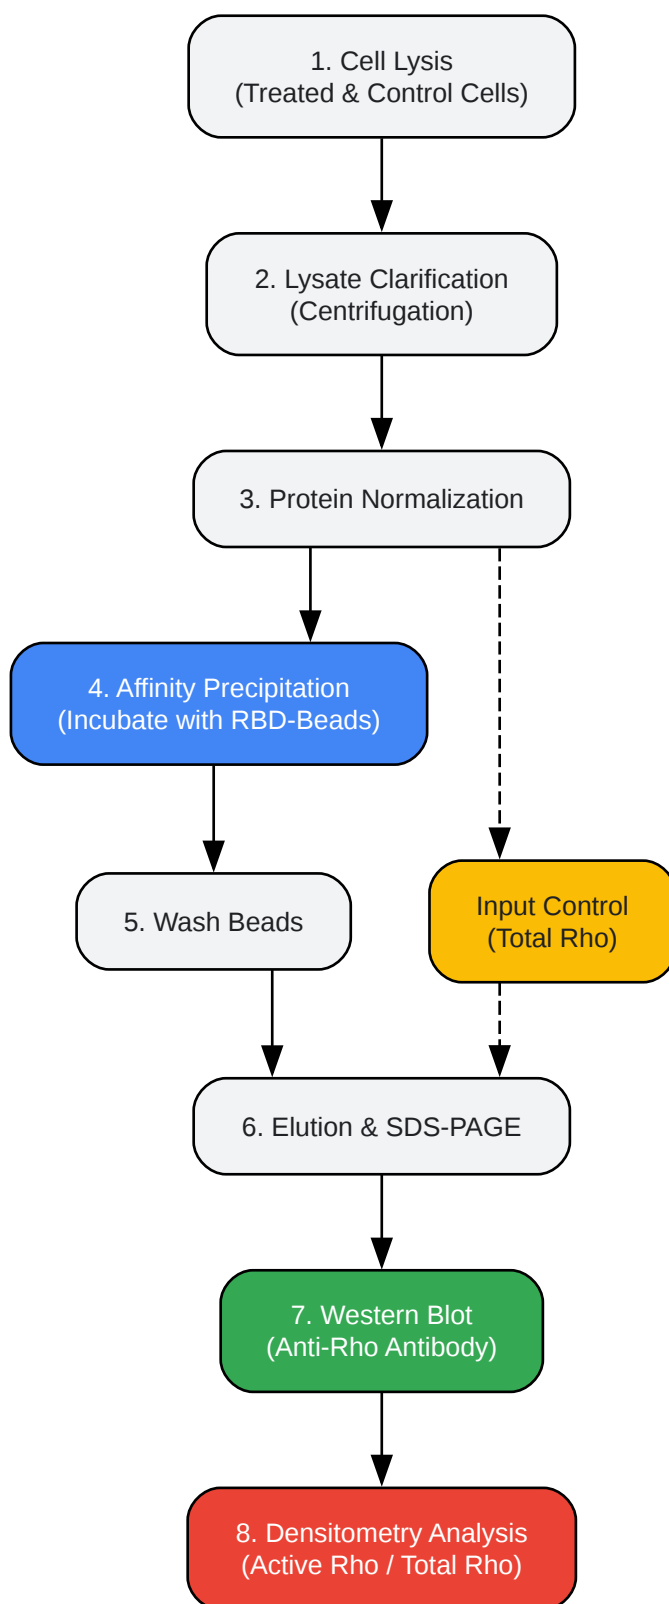 1. Cell Lysis
(Treated & Control Cells)
2. Lysate Clarification
(Centrifugation)
3. Protein Normalization
4. Affinity Precipitation
(Incubate with RBD-Beads)
5. Wash Beads
Input Control
(Total Rho)
6. Elution & SDS-PAGE
7. Western Blot
(Anti-Rho Antibody)
8. Densitometry Analysis
(Active Rho / Total Rho)